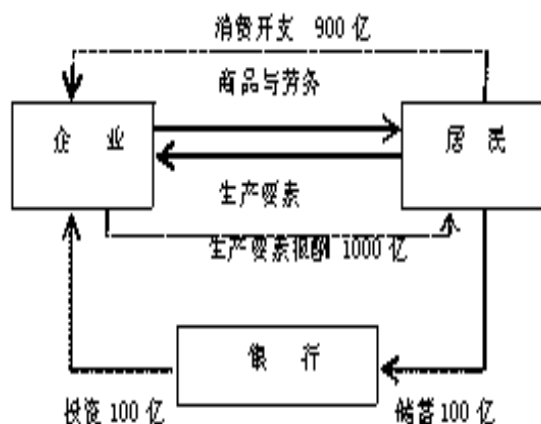 消费开支 900 亿
商品与劳务
企 业
居 民
生产要素
生产要素报酬 1000 亿
银 行
投资 100 亿
储蓄 100 亿